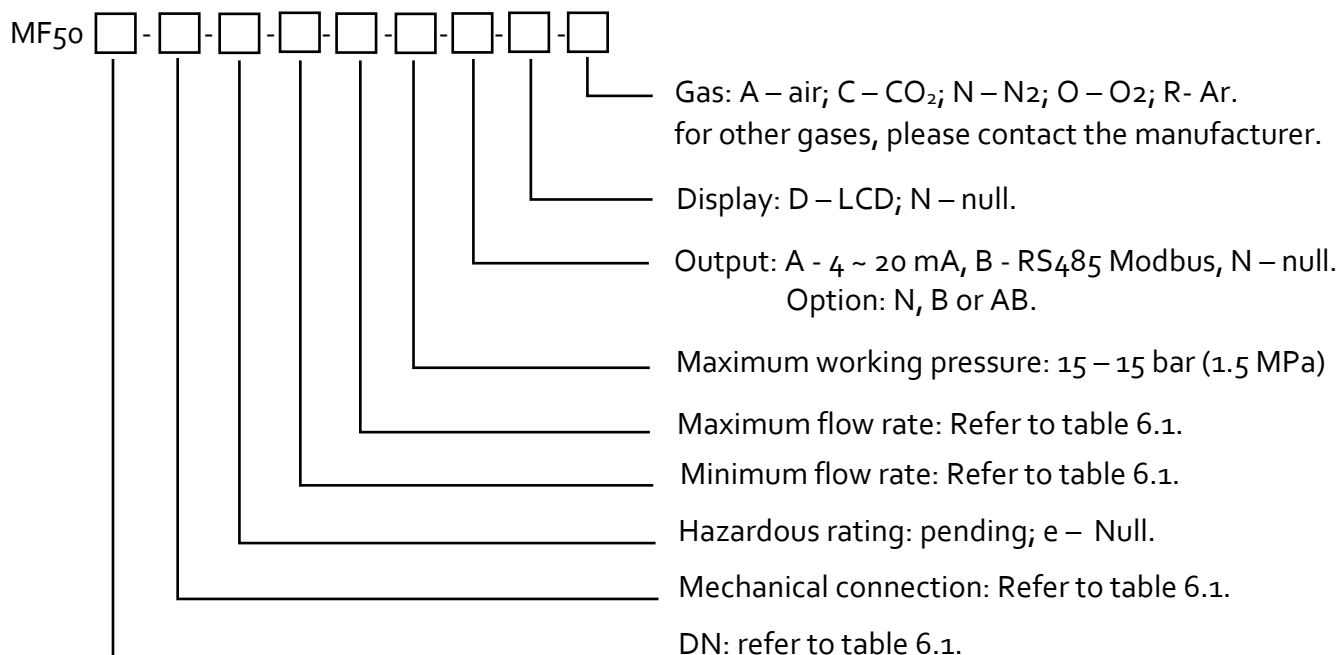 MF50 - - - - - - - -
Gas: A – air; C – CO₂; N – N2; O – O2; R- Ar.
for other gases, please contact the manufacturer.
Display: D – LCD; N – null.
Output: A - 4 ~ 20 mA, B - RS485 Modbus, N – null.
Option: N, B or AB.
Maximum working pressure: 15 – 15 bar (1.5 MPa)
Maximum flow rate: Refer to table 6.1.
Minimum flow rate: Refer to table 6.1.
Hazardous rating: pending; e – Null.
Mechanical connection: Refer to table 6.1.
DN: refer to table 6.1.